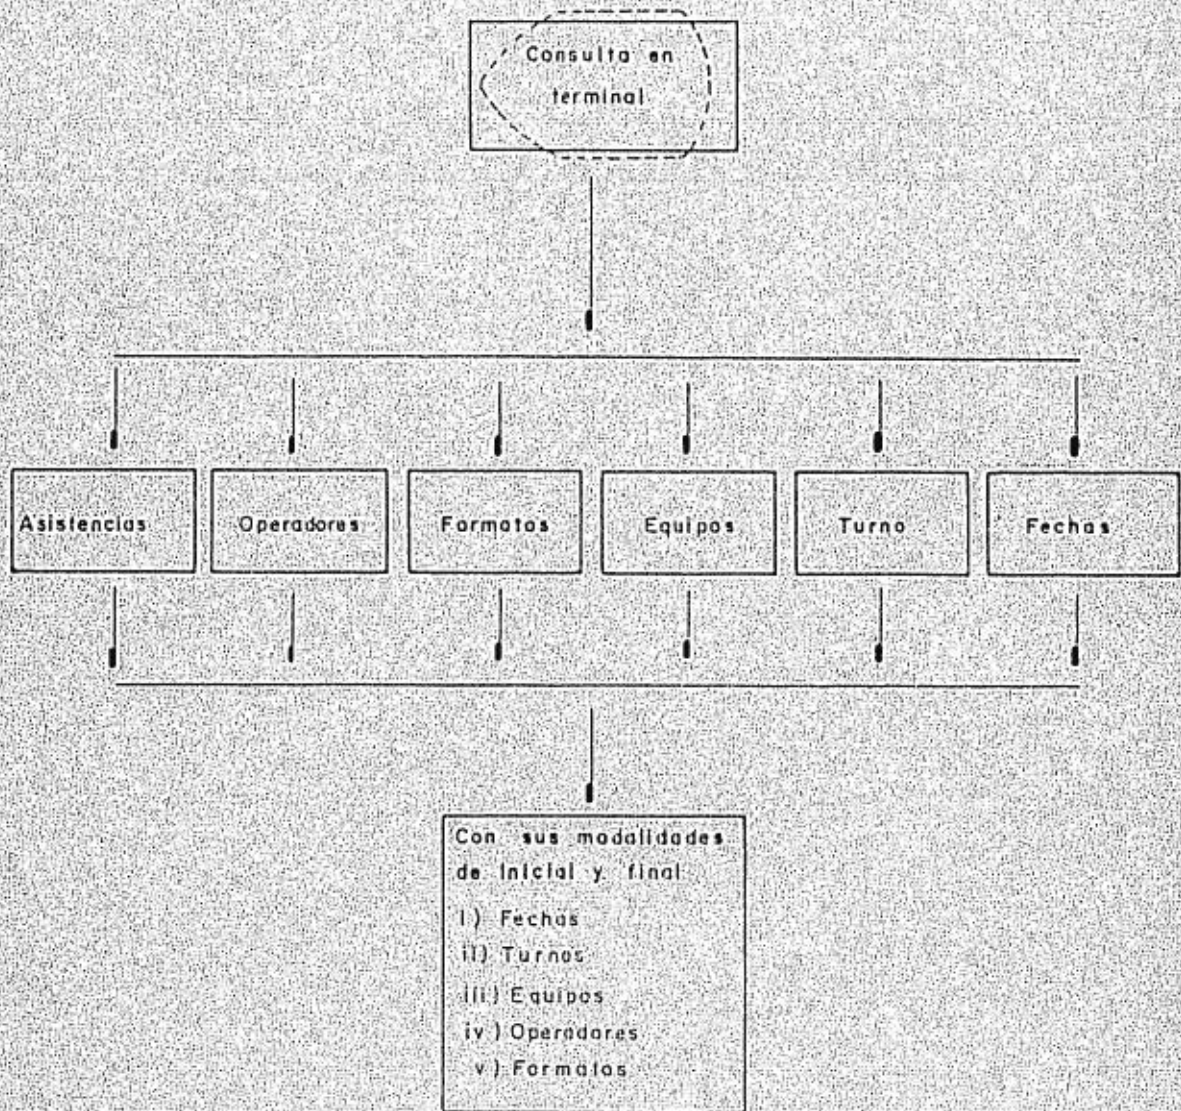 Consulta en
terminal
Asistencias
Operadores
Formatos
Equipos
Turno
Fechas
Con sus modalidades
de Inicial y final
i) Fechas
ii) Turnos
iii) Equipos
iv) Operadores
v) Formatos